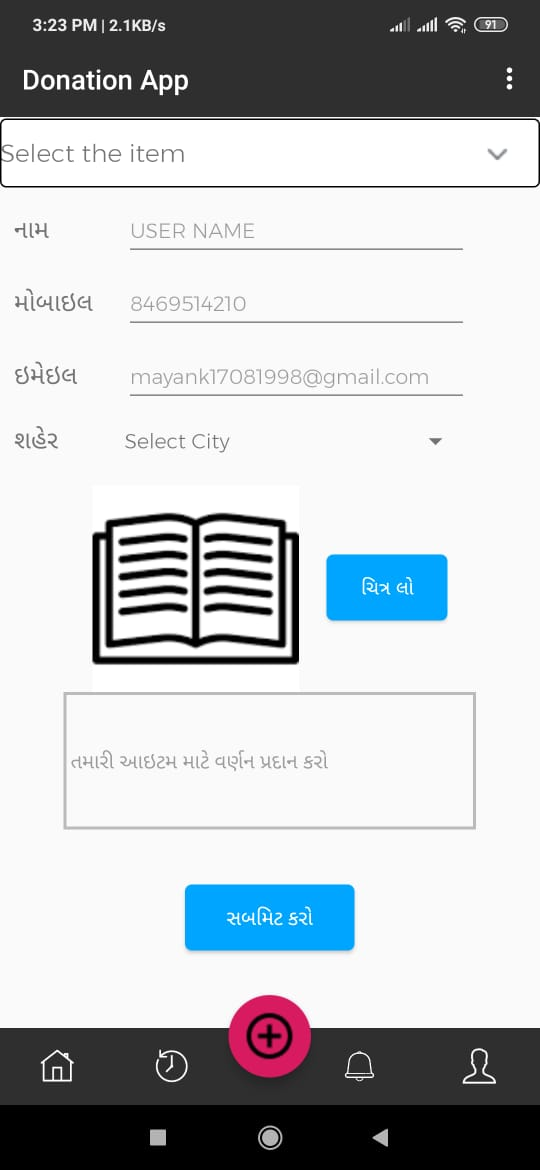 3:23 PM | 2.1KB/s
91
Donation App
Select the item
નામ
USER NAME
મોબાઇલ
8469514210
ઇમેઇલ
mayank17081998@gmail.com
શહેર
Select City
ચિત્ર લો
તમારી આઇટમ માટે વર્ણન પ્રદાન કરો
સબમિટ કરો